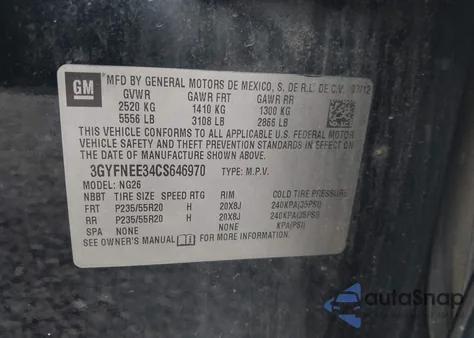 GM
MFD BY GENERAL MOTORS DE MEXICO, S. DE R.L. DE C.V. 07/12
GVWR GAWR FRT GAWR RR
2520 KG 1410 KG 1300 KG
5556 LB 3108 LB 2866 LB
THIS VEHICLE CONFORMS TO ALL APPLICABLE U.S. FEDERAL MOTOR
VEHICLE SAFETY, BUMPER, AND THEFT PREVENTION STANDARDS IN
EFFECT ON THE DATE OF MANUFACTURE SHOWN ABOVE.
3GYFNEE34CS646970 TYPE: M.P.V.
MODEL: NG26
NBBT TIRE SIZE SPEED RTG RIM COLD TIRE PRESSURE
FRT P235/55R20 H 20X8J 240KPA(35PSI)
RR P235/55R20 H 20X8J 240KPA(35PSI)
SPA NONE NONE NONE KPA(PSI)
SEE OWNER'S MANUAL FOR MORE INFORMATION.
autoSnap